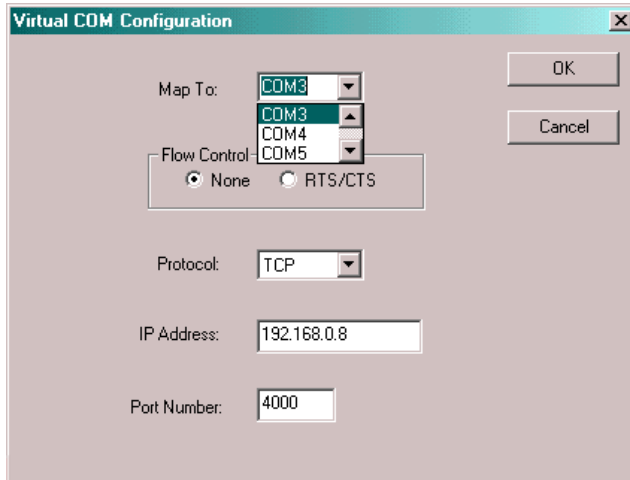 Virtual COM Configuration
Map To: COM3
COM3
COM4
COM5
OK
Cancel
Flow Control
None RTS/CTS
Protocol: TCP
IP Address: 192.168.0.8
Port Number: 4000